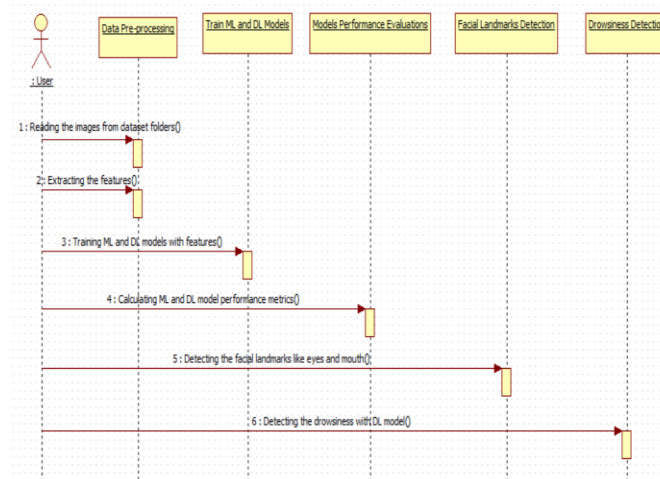 Data Pre-processing
Train ML and DL Models
Models Performance Evaluations
Facial Landmarks Detection
Drowsiness Detectio
: User
1 : Reading the images from dataset folders()
2 : Extracting the features()
3 : Training ML and DL models with features()
4 : Calculating ML and DL model performance metrics()
5 : Detecting the facial landmarks like eyes and mouth()
6 : Detecting the drowsiness with DL model()